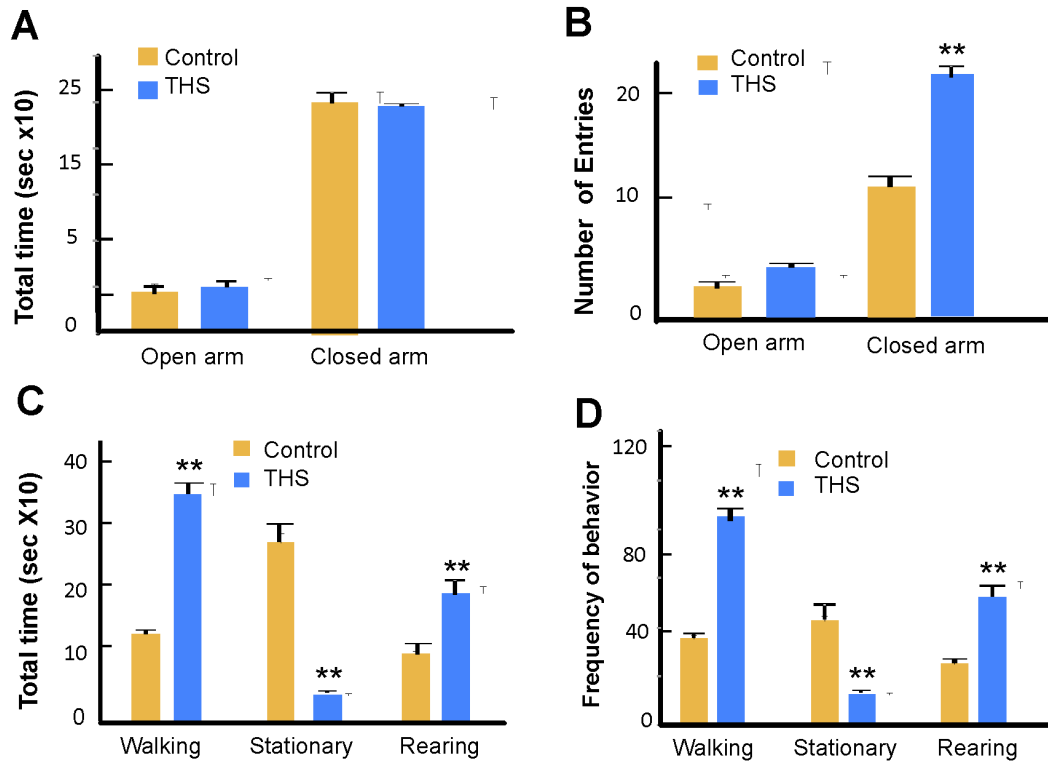 A
Control
THS
Total time (sec x10)
25
15
5
0
Open arm
Closed arm
B
**
Control
THS
Number of Entries
20
10
0
Open arm
Closed arm
C
Control
THS
**
**
**
Total time (sec X10)
40
30
20
10
0
Walking
Stationary
Rearing
D
Control
THS
**
**
**
Frequency of behavior
120
80
40
0
Walking
Stationary
Rearing